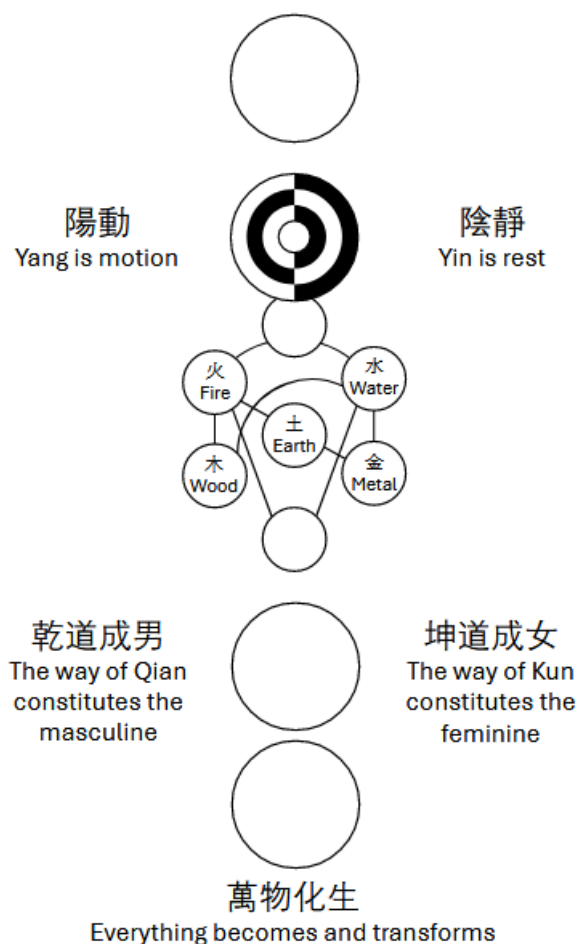 陽動
Yang is motion
陰靜
Yin is rest
火
Fire
水
Water
土
Earth
木
Wood
金
Metal
乾道成男
The way of Qian
constitutes the
masculine
坤道成女
The way of Kun
constitutes the
feminine
萬物化生
Everything becomes and transforms